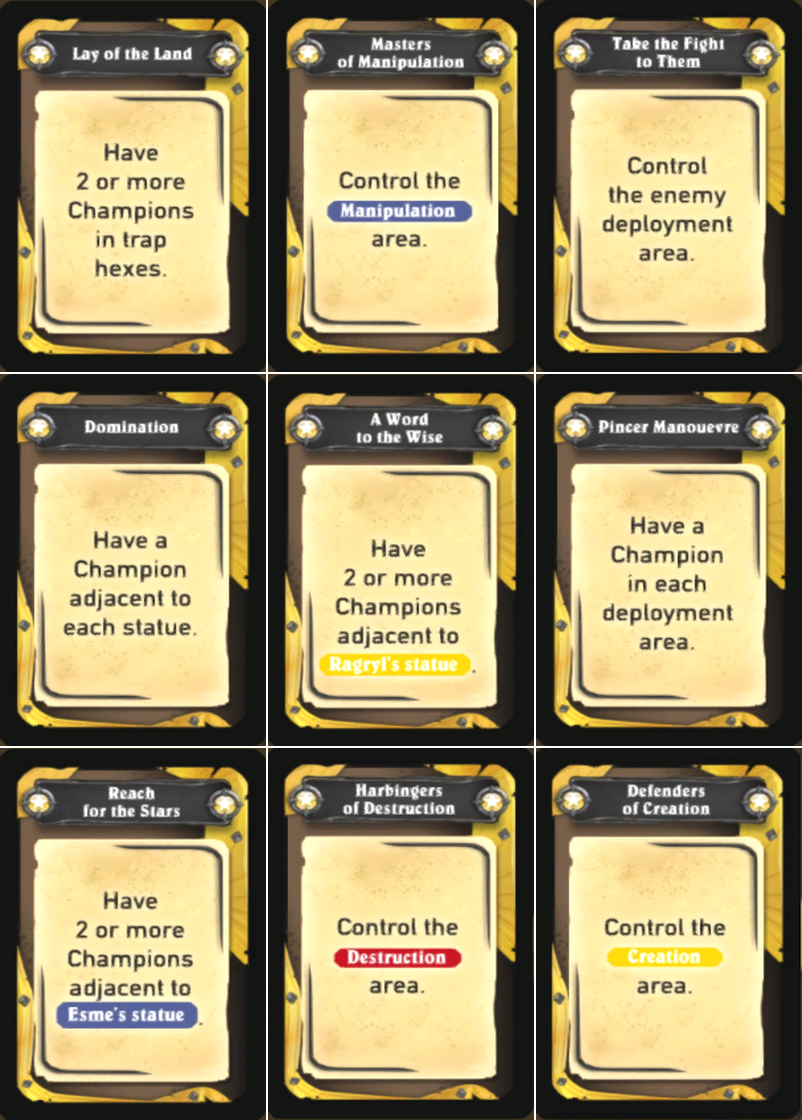 Lay of the Land
Have
2 or more
Champions
in trap
hexes.
Masters
of Manipulation
Control the
Manipulation
area.
Take the Fight
to Them
Control
the enemy
deployment
area.
Domination
Have a
Champion
adjacent to
each statue.
A Word
to the Wise
Have
2 or more
Champions
adjacent to
Ragryl's statue.
Pincer Manouevre
Have a
Champion
in each
deployment
area.
Reach
for the Stars
Have
2 or more
Champions
adjacent to
Esme's statue.
Harbingers
of Destruction
Control the
Destruction
area.
Defenders
of Creation
Control the
Creation
area.